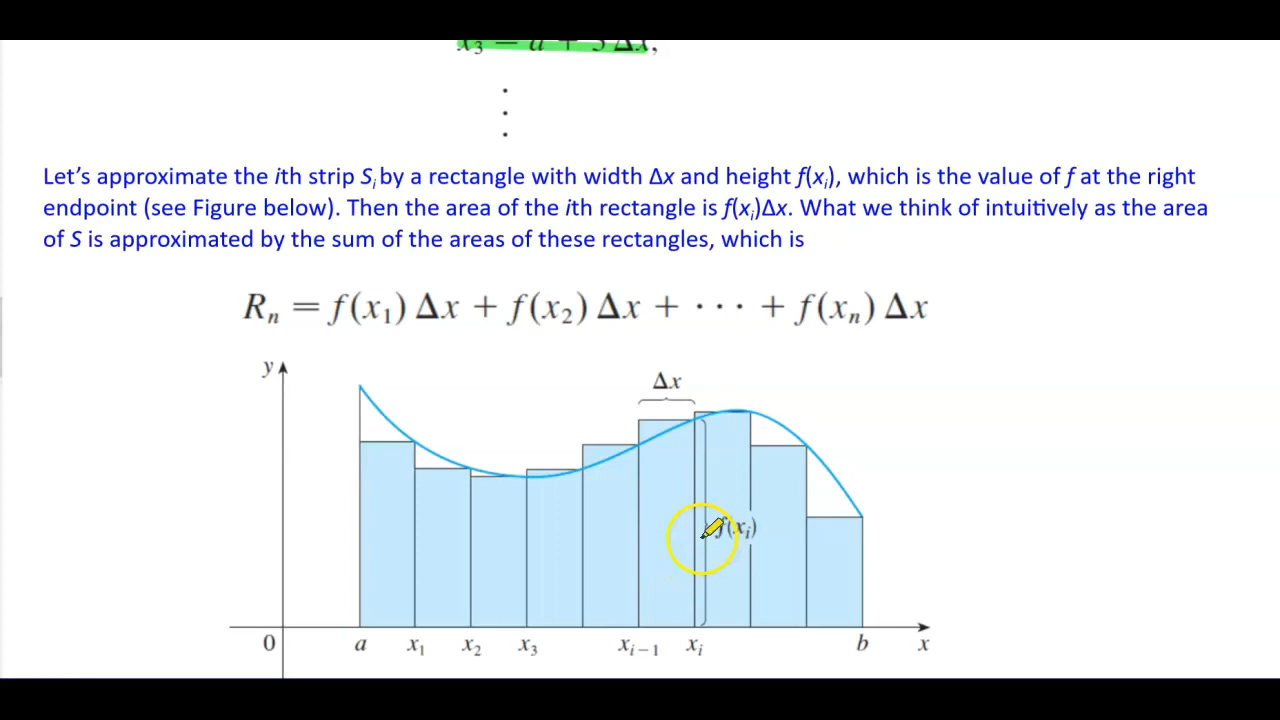 x₃ = a + 3 Δx,
⋮
Let’s approximate the ith strip Sᵢ by a rectangle with width Δx and height f(xᵢ), which is the value of f at the right
endpoint (see Figure below). Then the area of the ith rectangle is f(xᵢ)Δx. What we think of intuitively as the area
of S is approximated by the sum of the areas of these rectangles, which is
Rₙ = f(x₁) Δx + f(x₂) Δx + · · · + f(xₙ) Δx
y
Δx
f(xᵢ)
0 a x₁ x₂ x₃ xᵢ₋₁ xᵢ b x